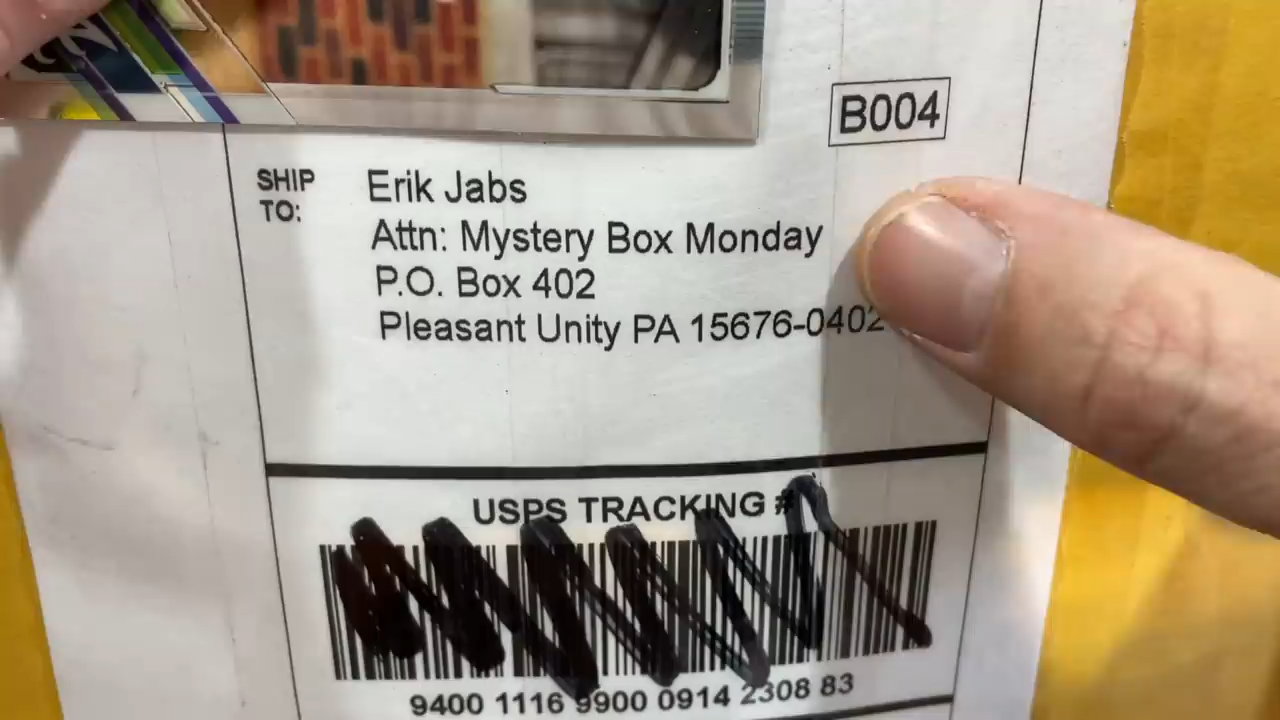 B004
SHIP
TO:
Erik Jabs
Attn: Mystery Box Monday
P.O. Box 402
Pleasant Unity PA 15676-0402
USPS TRACKING #
9400 1116 9900 0914 2308 83